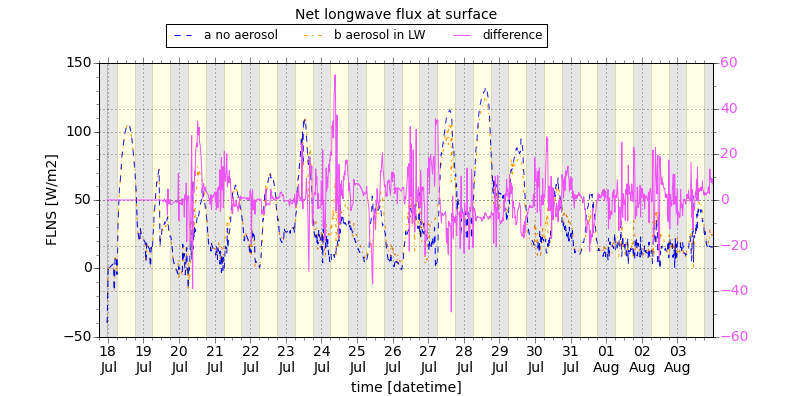 Net longwave flux at surface
a no aerosol b aerosol in LW difference
150 60
40
100
20
50 0
−20
0
−40
−50 −60
FLNS [W/m2]
18 19 20 21 22 23 24 25 26 27 28 29 30 31 01 02 03
Jul Jul Jul Jul Jul Jul Jul Jul Jul Jul Jul Jul Jul Jul Aug Aug Aug
time [datetime]